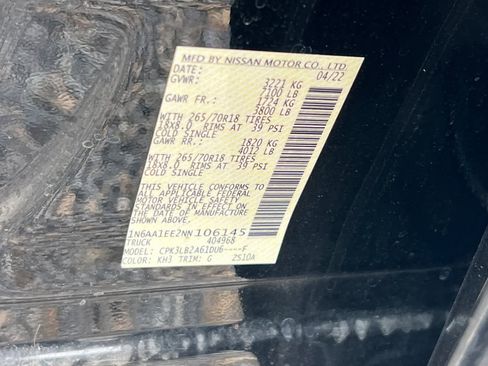 MFD BY NISSAN MOTOR CO., LTD.
DATE: 04/22
GVWR: 3221 KG
7100 LB
GAWR FR.: 1724 KG
3800 LB
WITH 265/70R18 TIRES
18X8.0 RIMS AT 39 PSI
COLD SINGLE
GAWR RR.: 1820 KG
4012 LB
WITH 265/70R18 TIRES
18X8.0 RIMS AT 39 PSI
COLD SINGLE
THIS VEHICLE CONFORMS TO
ALL APPLICABLE FEDERAL
MOTOR VEHICLE SAFETY
STANDARDS IN EFFECT ON
THE DATE OF MANUFACTURE
SHOWN ABOVE.
1N6AA1EE2NN106145
TRUCK 404968
MODEL: CPK3LB2A61DU6----F
COLOR: KH3 TRIM: G 2S10A